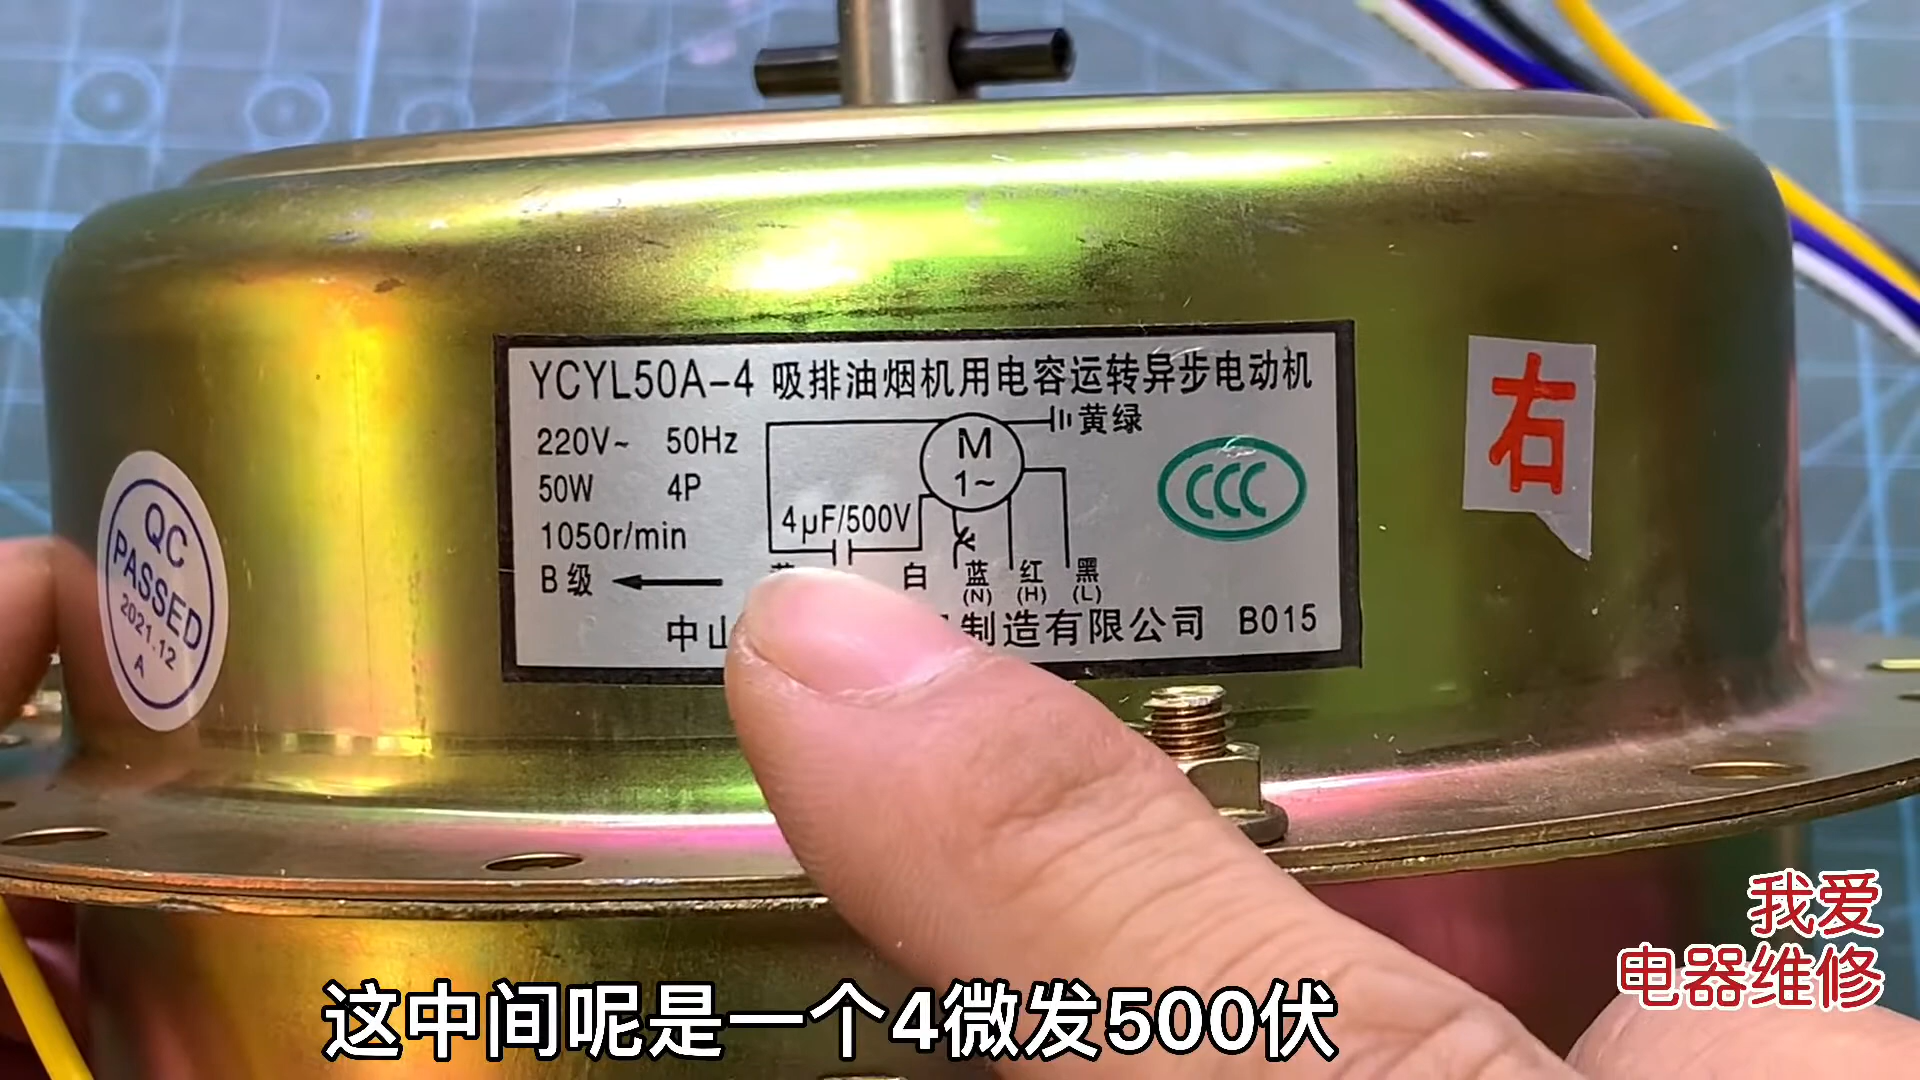 YCYL50A-4 吸排油烟机用电容运转异步电动机
220V~ 50Hz
50W 4P
1050r/min
B级
M
1~
黄绿
4μF/500V
白
蓝
(N)
红
(H)
黑
(L)
CCC
中山
制造有限公司 B015
右
QC
PASSED
2021.12
A
我爱
电器维修
这中间呢是一个4微发500伏